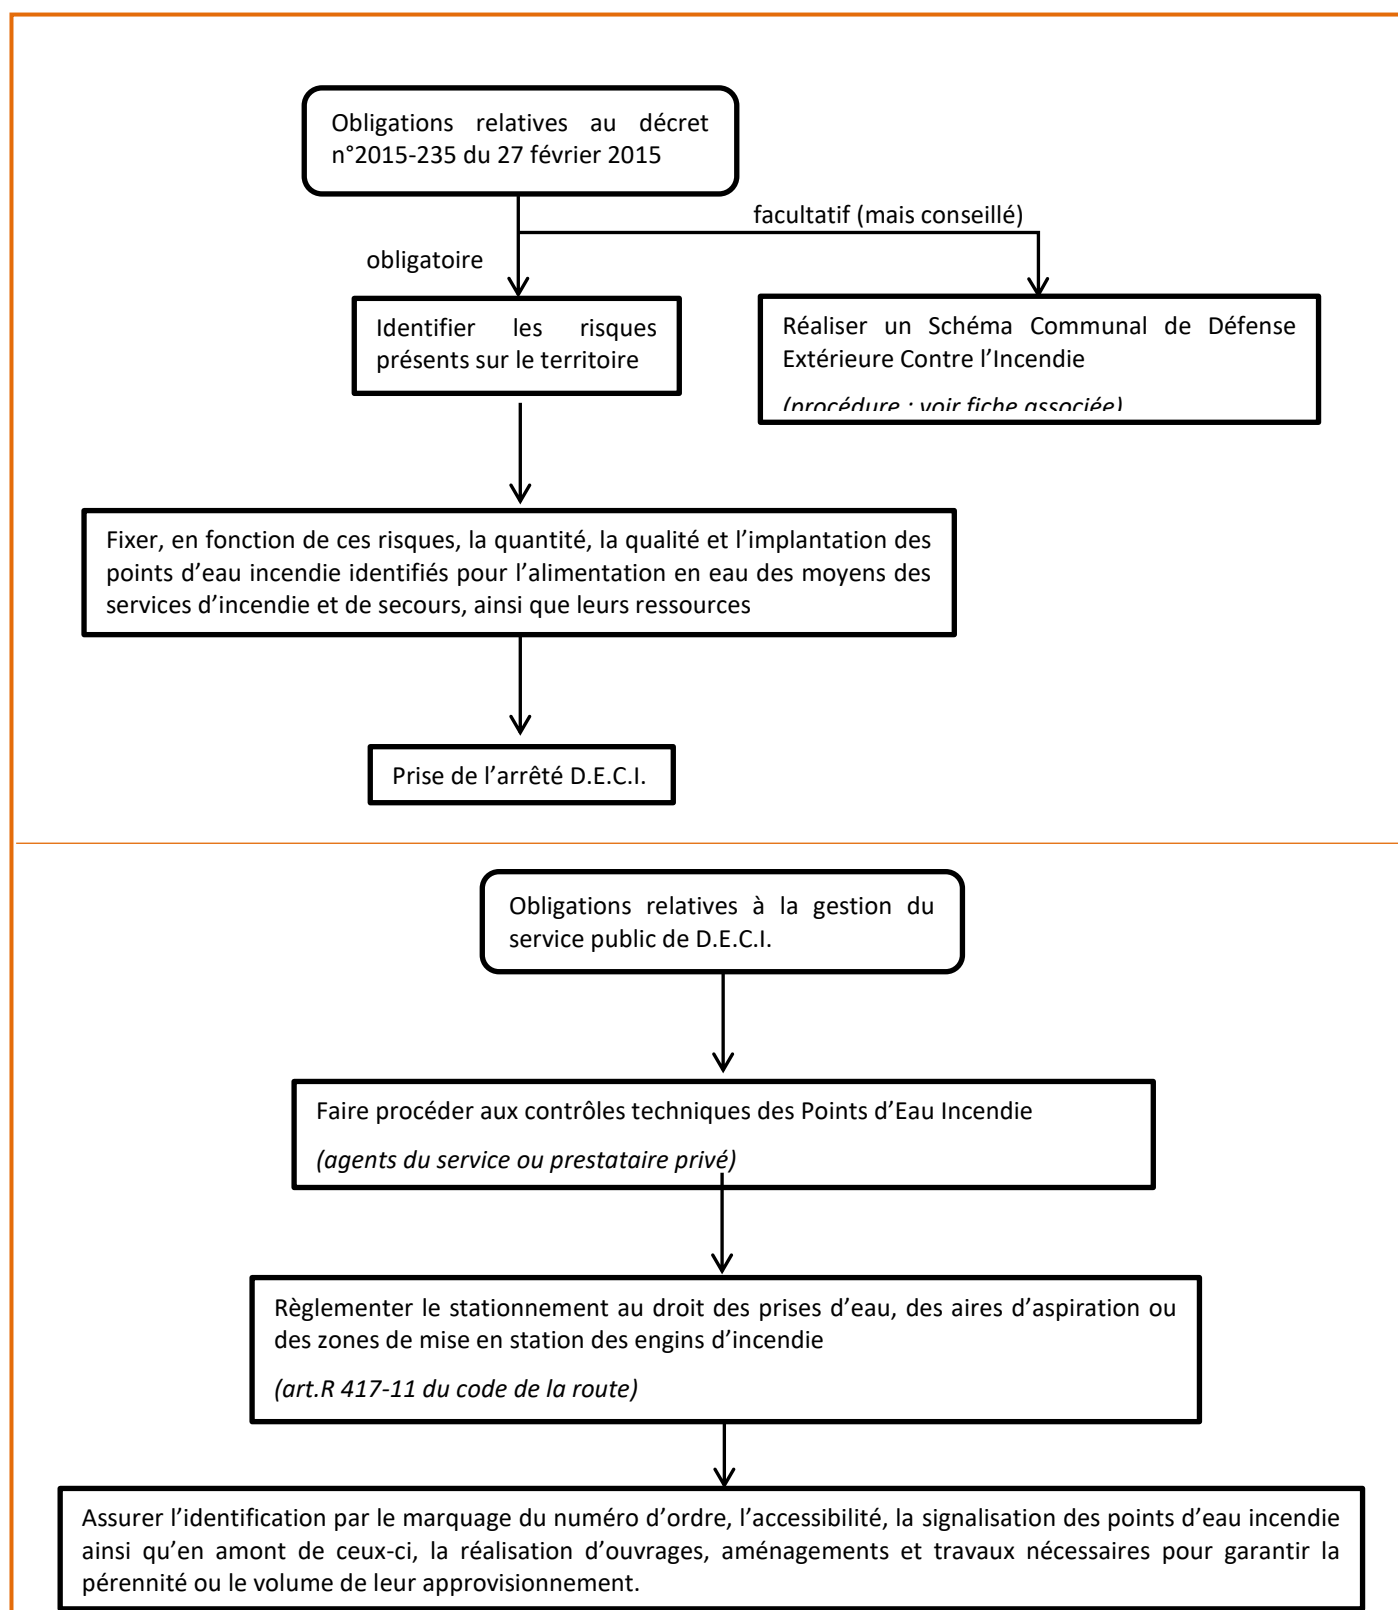 Obligations relatives au décret
n°2015-235 du 27 février 2015
facultatif (mais conseillé)
obligatoire
Identifier les risques
présents sur le territoire
Réaliser un Schéma Communal de Défense
Extérieure Contre l’Incendie
(procédure : voir fiche associée)
Fixer, en fonction de ces risques, la quantité, la qualité et l’implantation des
points d’eau incendie identifiés pour l’alimentation en eau des moyens des
services d’incendie et de secours, ainsi que leurs ressources
Prise de l’arrêté D.E.C.I.
Obligations relatives à la gestion du
service public de D.E.C.I.
Faire procéder aux contrôles techniques des Points d’Eau Incendie
(agents du service ou prestataire privé)
Règlementer le stationnement au droit des prises d’eau, des aires d’aspiration ou
des zones de mise en station des engins d’incendie
(art.R 417-11 du code de la route)
Assurer l’identification par le marquage du numéro d’ordre, l’accessibilité, la signalisation des points d’eau incendie
ainsi qu’en amont de ceux-ci, la réalisation d’ouvrages, aménagements et travaux nécessaires pour garantir la
pérennité ou le volume de leur approvisionnement.